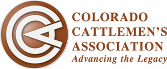 COLORADO
CATTLEMEN'S
ASSOCIATION
Advancing the Legacy